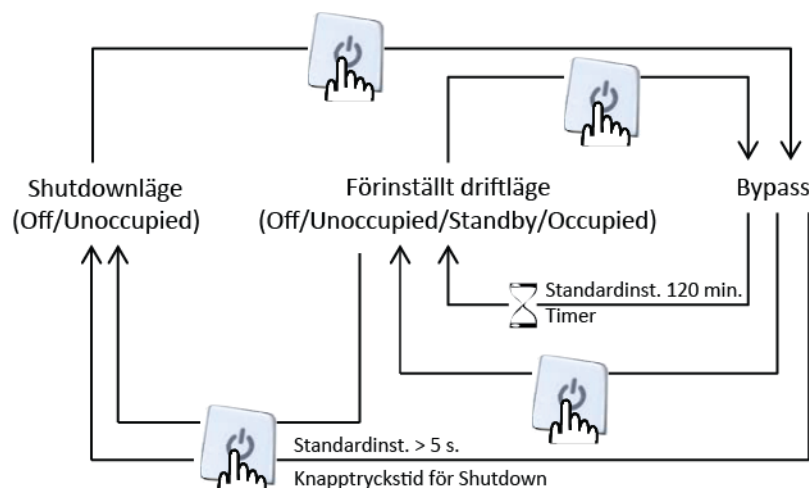 Shutdownläge
(Off/Unoccupied)
Förinställt driftläge
(Off/Unoccupied/Standby/Occupied)
Bypass
Standardinst. 120 min.
Timer
Standardinst. > 5 s.
Knapptryckstid för Shutdown